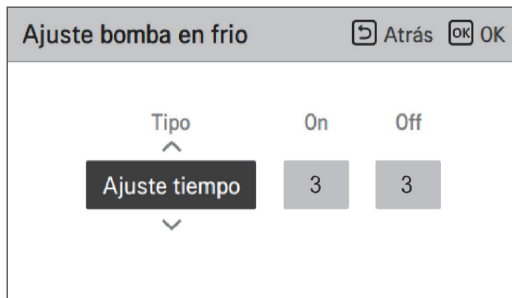 Ajuste bomba en frio Atrás OK OK
Tipo On Off
Ajuste tiempo 3 3